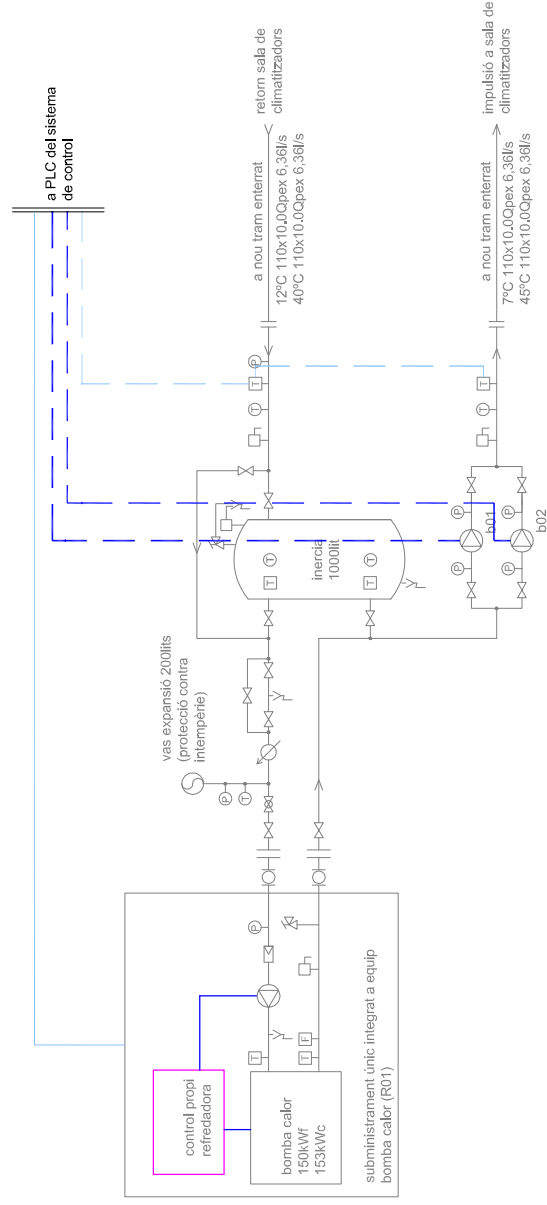 a PLC del sistema
de control
retorn sala de
climatitzadors
a nou tram enterrat
12ºC 110x10.0Qpex 6,36l/s
40ºC 110x10.0Qpex 6,36l/s
impulsió a sala de
climatitzadors
a nou tram enterrat
7ºC 110x10.0Qpex 6,36l/s
45ºC 110x10.0Qpex 6,36l/s
P
T
T
T
T
inercia
1000lit
T
T
T
T
P
P
b01
P
P
b02
vas expansió 200lits
(protecció contra
intempèrie)
P
T
P
T
T
F
control propi
refredadora
bomba calor
150kWf
153kWc
subministrament únic integrat a equip
bomba calor (R01)